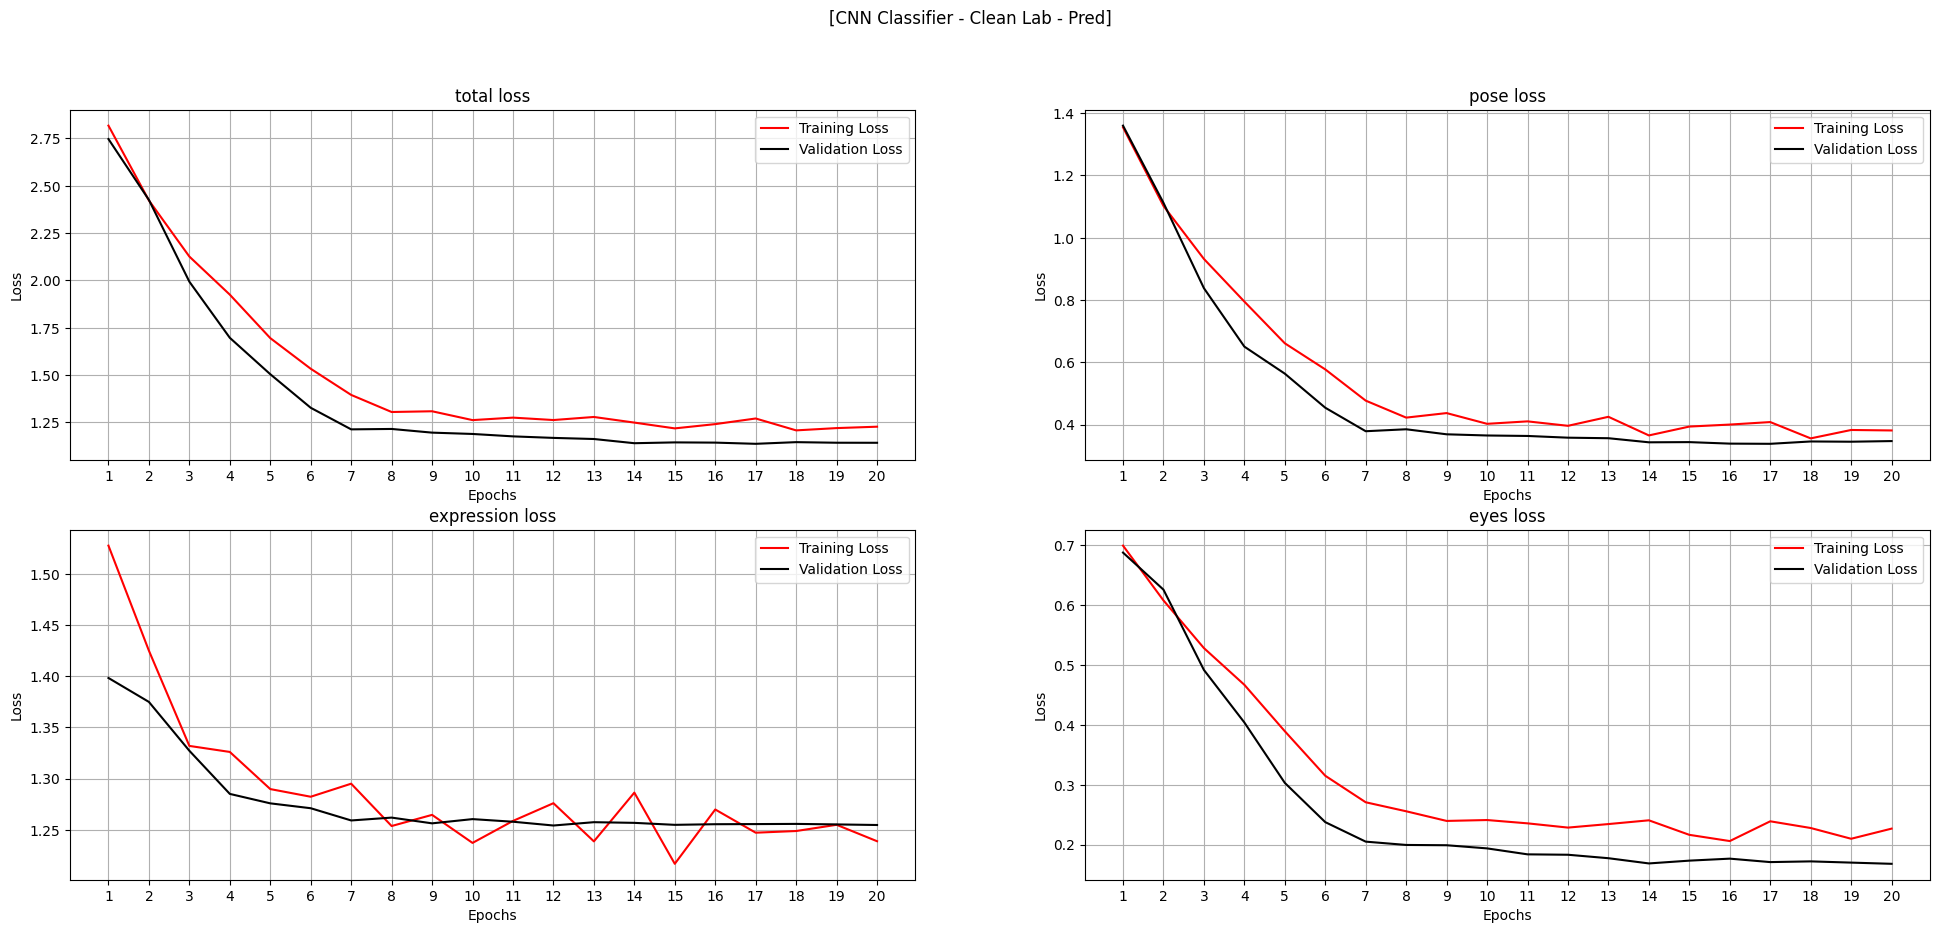 [CNN Classifier - Clean Lab - Pred]
total loss
Training Loss
Validation Loss
2.75
2.50
2.25
2.00
1.75
1.50
1.25
Loss
1 2 3 4 5 6 7 8 9 10 11 12 13 14 15 16 17 18 19 20
Epochs
pose loss
Training Loss
Validation Loss
1.4
1.2
1.0
0.8
0.6
0.4
Loss
1 2 3 4 5 6 7 8 9 10 11 12 13 14 15 16 17 18 19 20
Epochs
expression loss
Training Loss
Validation Loss
1.50
1.45
1.40
1.35
1.30
1.25
Loss
1 2 3 4 5 6 7 8 9 10 11 12 13 14 15 16 17 18 19 20
Epochs
eyes loss
Training Loss
Validation Loss
0.7
0.6
0.5
0.4
0.3
0.2
Loss
1 2 3 4 5 6 7 8 9 10 11 12 13 14 15 16 17 18 19 20
Epochs